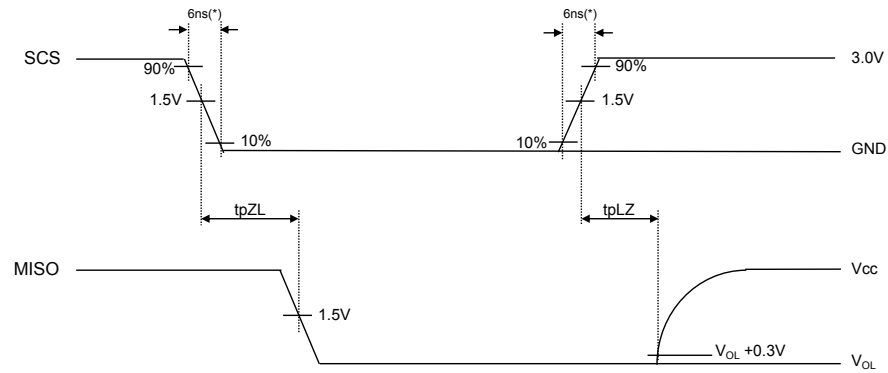 6ns(*) 6ns(*)
SCS 90% 90% 3.0V
1.5V 1.5V
10% 10% GND
tpZL tpLZ
MISO Vcc
1.5V
VOL +0.3V
VOL